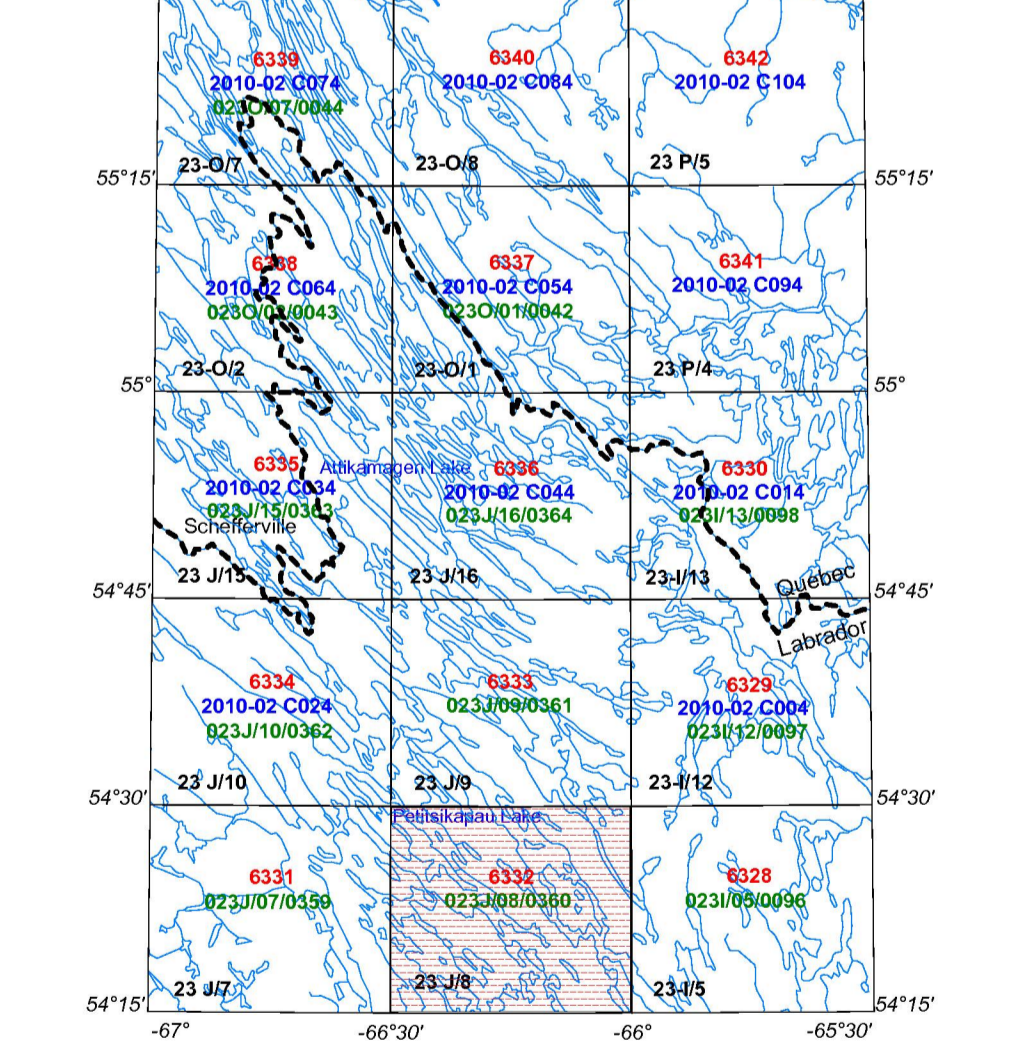 6339
2010-02 C074
023O/07/0044
23-O/7
6340
2010-02 C084
23-O/8
6342
2010-02 C104
23 P/5
55°15'
55°15'
6338
2010-02 C064
023O/02/0043
23-O/2
6337
2010-02 C054
023O/01/0042
23-O/1
6341
2010-02 C094
23 P/4
55°
55°
6335
2010-02 C034
023J/15/0363
Schefferville
23 J/15
Attikamagen Lake
6336
2010-02 C044
023J/16/0364
23 J/16
6330
2010-02 C014
023I/13/0098
23-I/13
Quebec
Labrador
54°45'
54°45'
6334
2010-02 C024
023J/10/0362
23 J/10
6333
023J/09/0361
23 J/9
6329
2010-02 C004
023I/12/0097
23-I/12
54°30'
54°30'
6331
023J/07/0359
23 J/7
Petitsikapau Lake
6332
023J/08/0360
23 J/8
6328
023I/05/0096
23-I/5
54°15'
54°15'
-67°
-66°30'
-66°
-65°30'